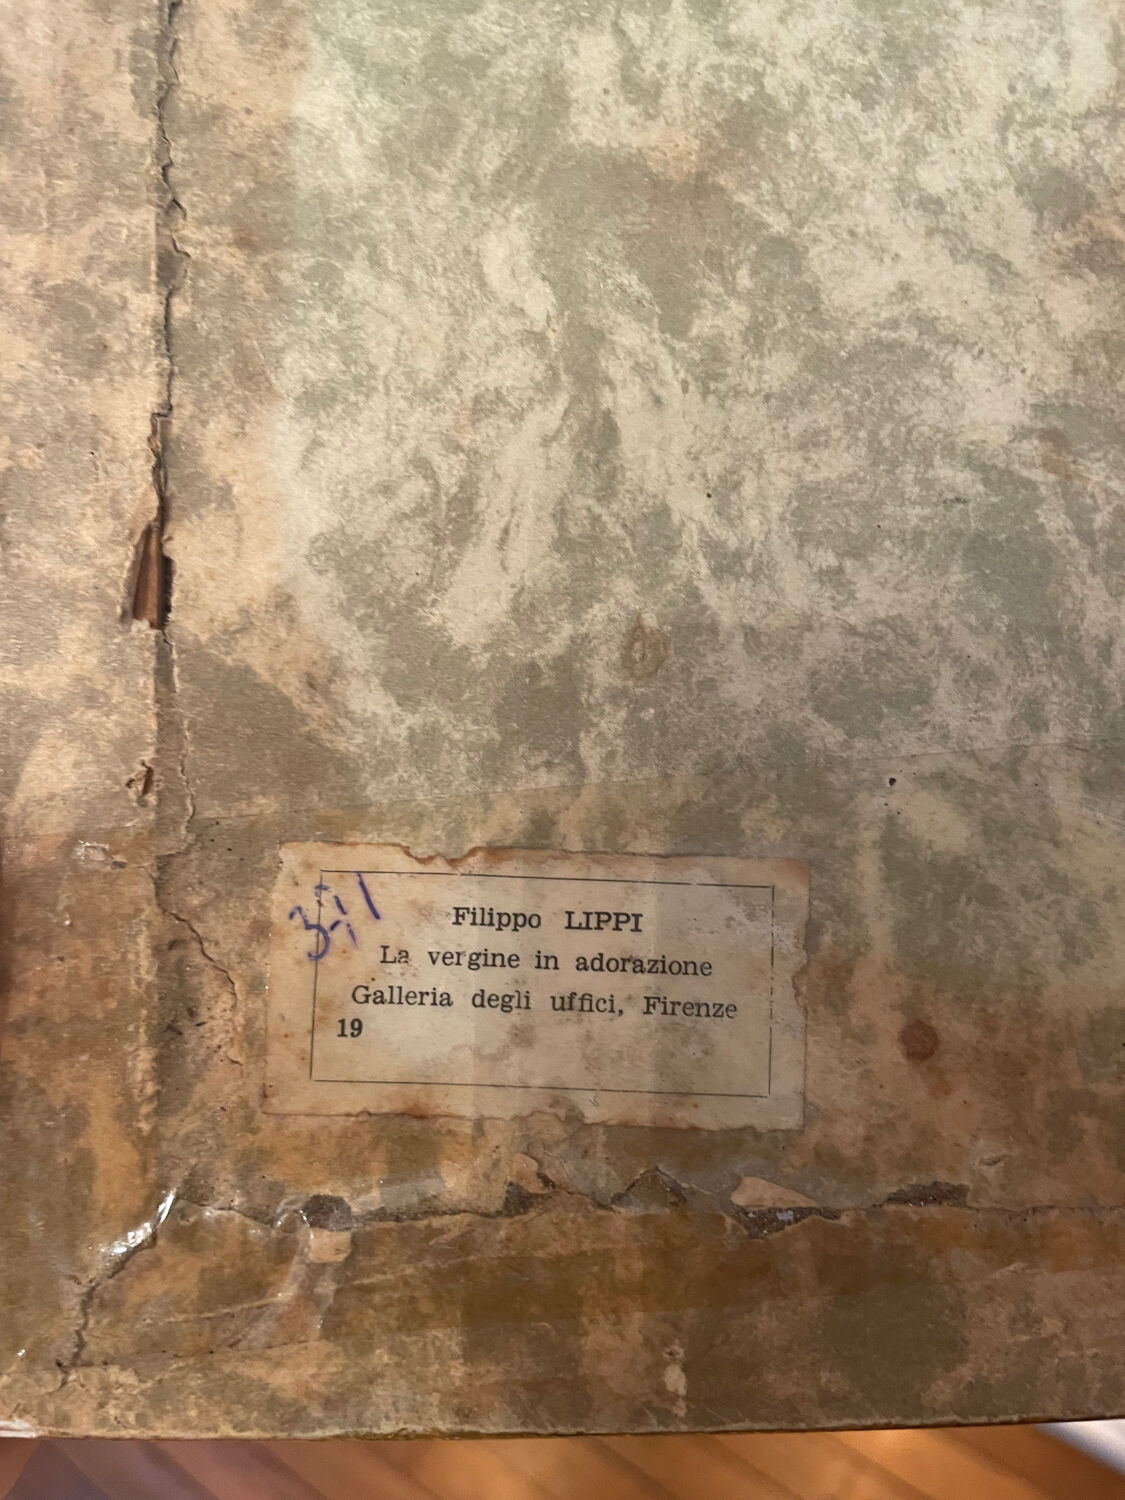 Filippo LIPPI
La vergine in adorazione
Galleria degli uffici, Firenze
19